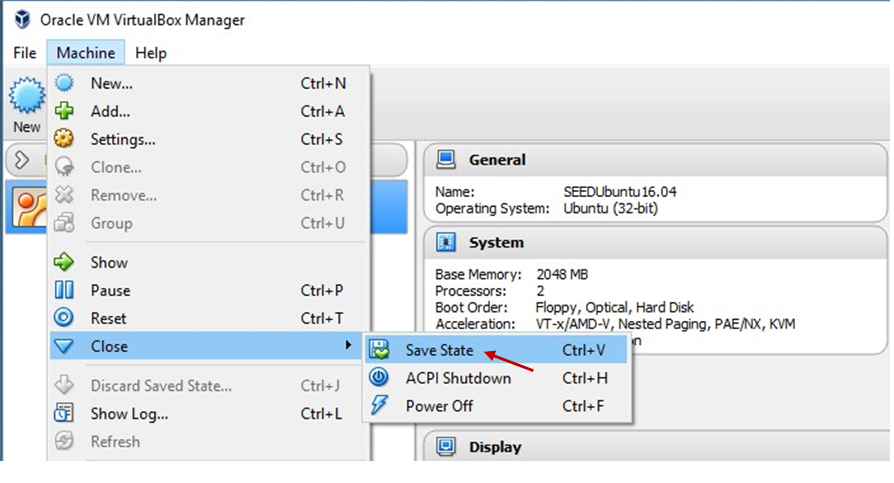 Oracle VM VirtualBox Manager
File Machine Help
New... Ctrl+N
Add... Ctrl+A
Settings... Ctrl+S
Clone... Ctrl+O
Remove... Ctrl+R
Group Ctrl+U
Show
Pause Ctrl+P
Reset Ctrl+T
Close
Discard Saved State... Ctrl+J
Show Log... Ctrl+L
Refresh
New
Save State Ctrl+V
ACPI Shutdown Ctrl+H
Power Off Ctrl+F
General
Name: SEEDUbuntu16.04
Operating System: Ubuntu (32-bit)
System
Base Memory: 2048 MB
Processors: 2
Boot Order: Floppy, Optical, Hard Disk
Acceleration: VT-x/AMD-V, Nested Paging, PAE/NX, KVM
Display